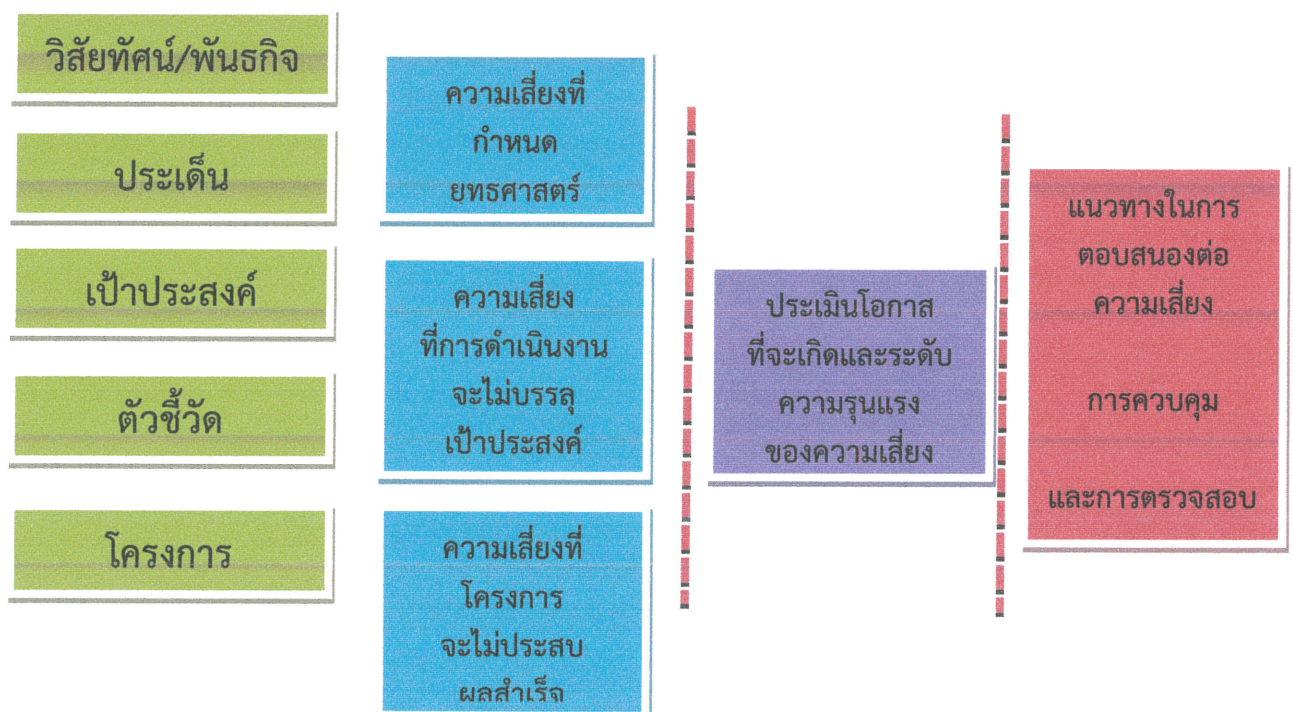 วิสัยทัศน์/พันธกิจ
ประเด็น
เป้าประสงค์
ตัวชี้วัด
โครงการ
ความเสี่ยงที่
กำหนด
ยทธศาสตร์
ความเสี่ยง
ที่การดำเนินงาน
จะไม่บรรลุ
เป้าประสงค์
ความเสี่ยงที่
โครงการ
จะไม่ประสบ
ผลสำเร็จ
ประเมินโอกาส
ที่จะเกิดและระดับ
ความรุนแรง
ของความเสี่ยง
แนวทางในการ
ตอบสนองต่อ
ความเสี่ยง
การควบคุม
และการตรวจสอบ